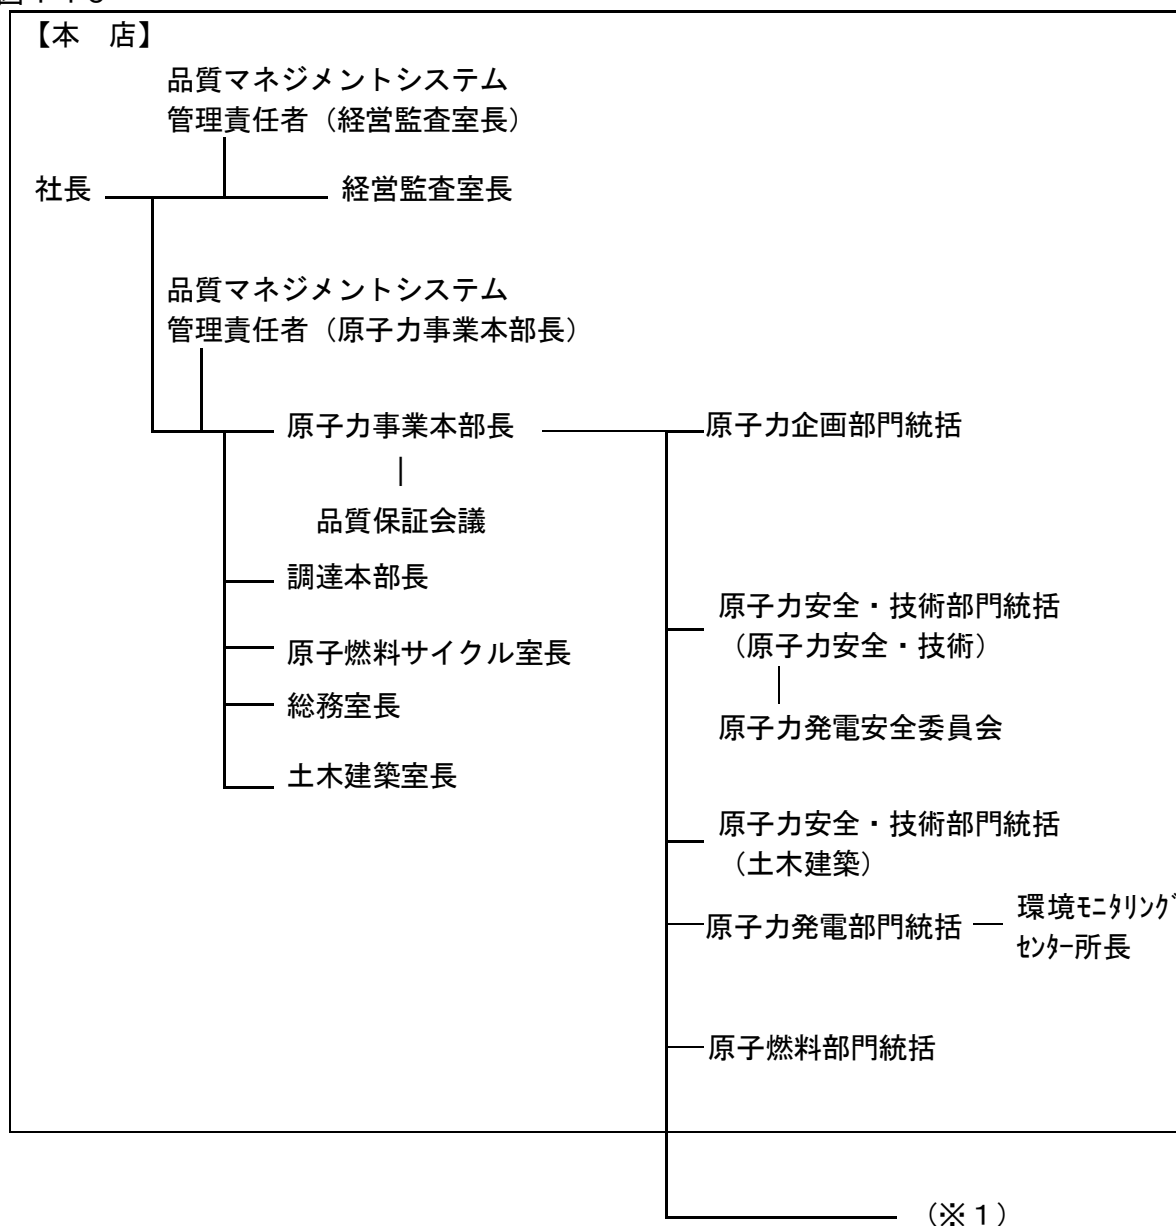 【本　店】
品質マネジメントシステム
管理責任者（経営監査室長）
社長
経営監査室長
品質マネジメントシステム
管理責任者（原子力事業本部長）
原子力事業本部長
原子力企画部門統括
品質保証会議
調達本部長
原子力安全・技術部門統括
（原子力安全・技術）
原子燃料サイクル室長
総務室長
原子力発電安全委員会
土木建築室長
原子力安全・技術部門統括
（土木建築）
原子力発電部門統括
環境ﾓﾆﾀﾘﾝｸﾞ
ｾﾝﾀｰ所長
原子燃料部門統括
（※１）